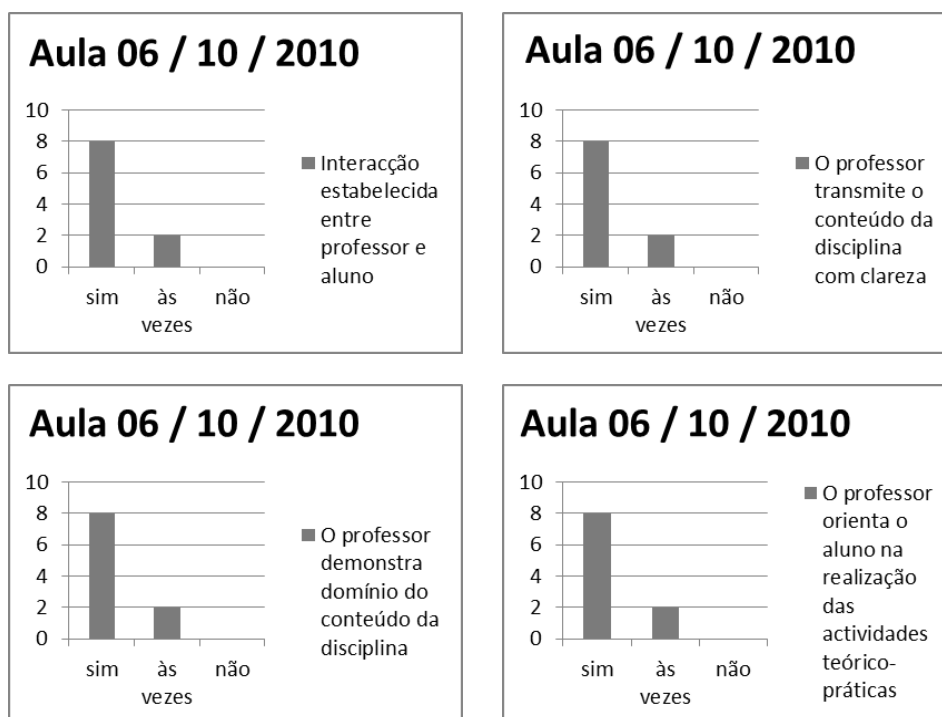 Aula 06 / 10 / 2010
10
8
6
4
2
0
sim
às
vezes
não
Interacção
estabelecida
entre
professor e
aluno
Aula 06 / 10 / 2010
10
8
6
4
2
0
sim
às
vezes
não
O professor
transmite o
conteúdo da
disciplina
com clareza
Aula 06 / 10 / 2010
10
8
6
4
2
0
sim
às
vezes
não
O professor
demonstra
domínio do
conteúdo da
disciplina
Aula 06 / 10 / 2010
10
8
6
4
2
0
sim
às
vezes
não
O professor
orienta o
aluno na
realização
das
actividades
teórico-
práticas